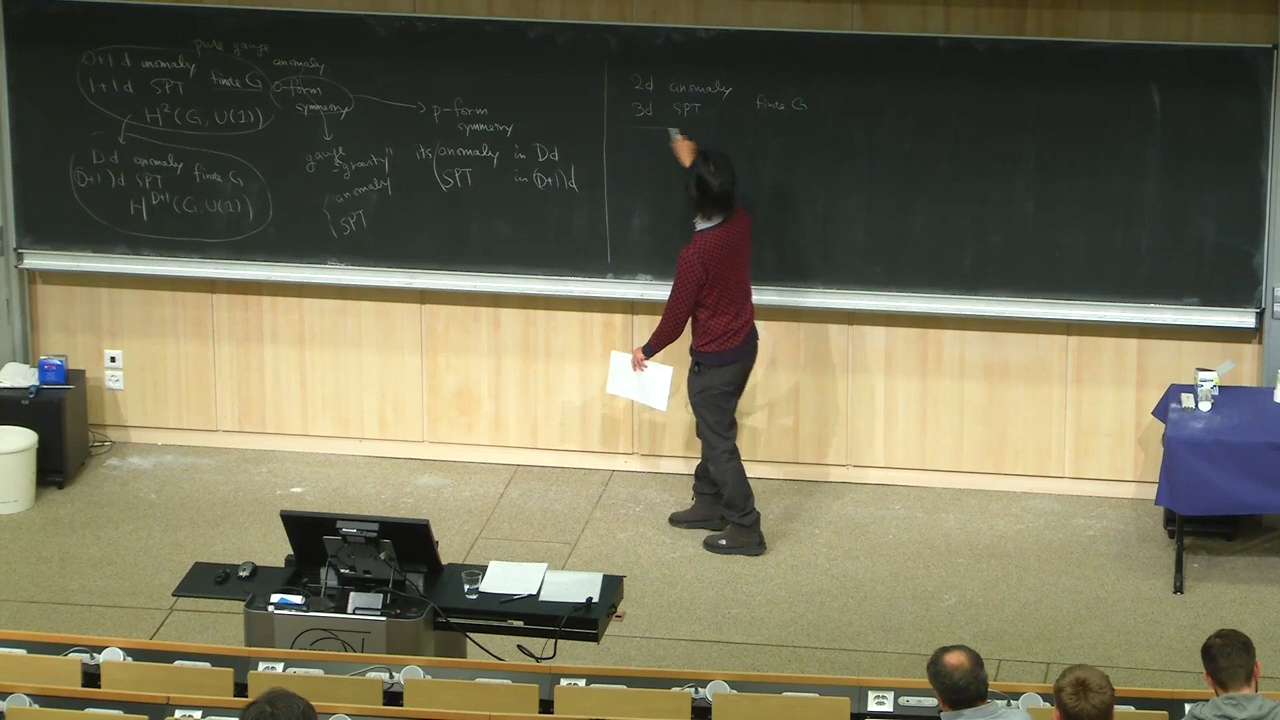 pure gauge
anomaly
0+1d anomaly
1+1d SPT finite G
H²(G, U(1))
0-form
symmetry
p-form
symmetry
Dd anomaly
(D+1)d SPT finite G
H^{D+1}(G, U(1))
gauge
-"gravity"
anomaly
SPT
its anomaly in Dd
SPT in (D+1)d
2d anomaly
3d SPT finite G